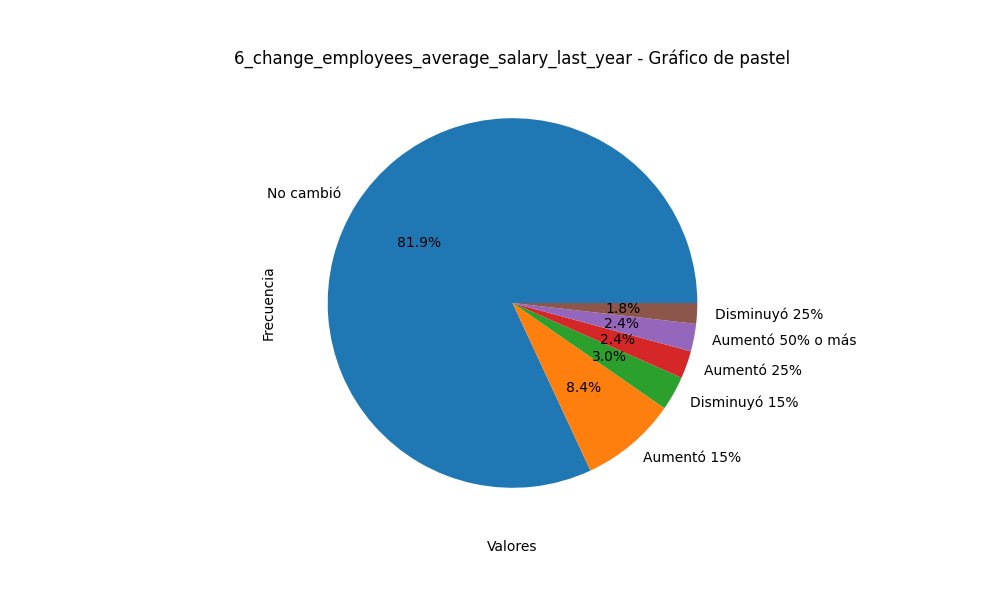 6_change_employees_average_salary_last_year - Gráfico de pastel
No cambió
81.9%
Frecuencia
1.8%
Disminuyó 25%
2.4%
Aumentó 50% o más
2.4%
Aumentó 25%
3.0%
Disminuyó 15%
8.4%
Aumentó 15%
Valores